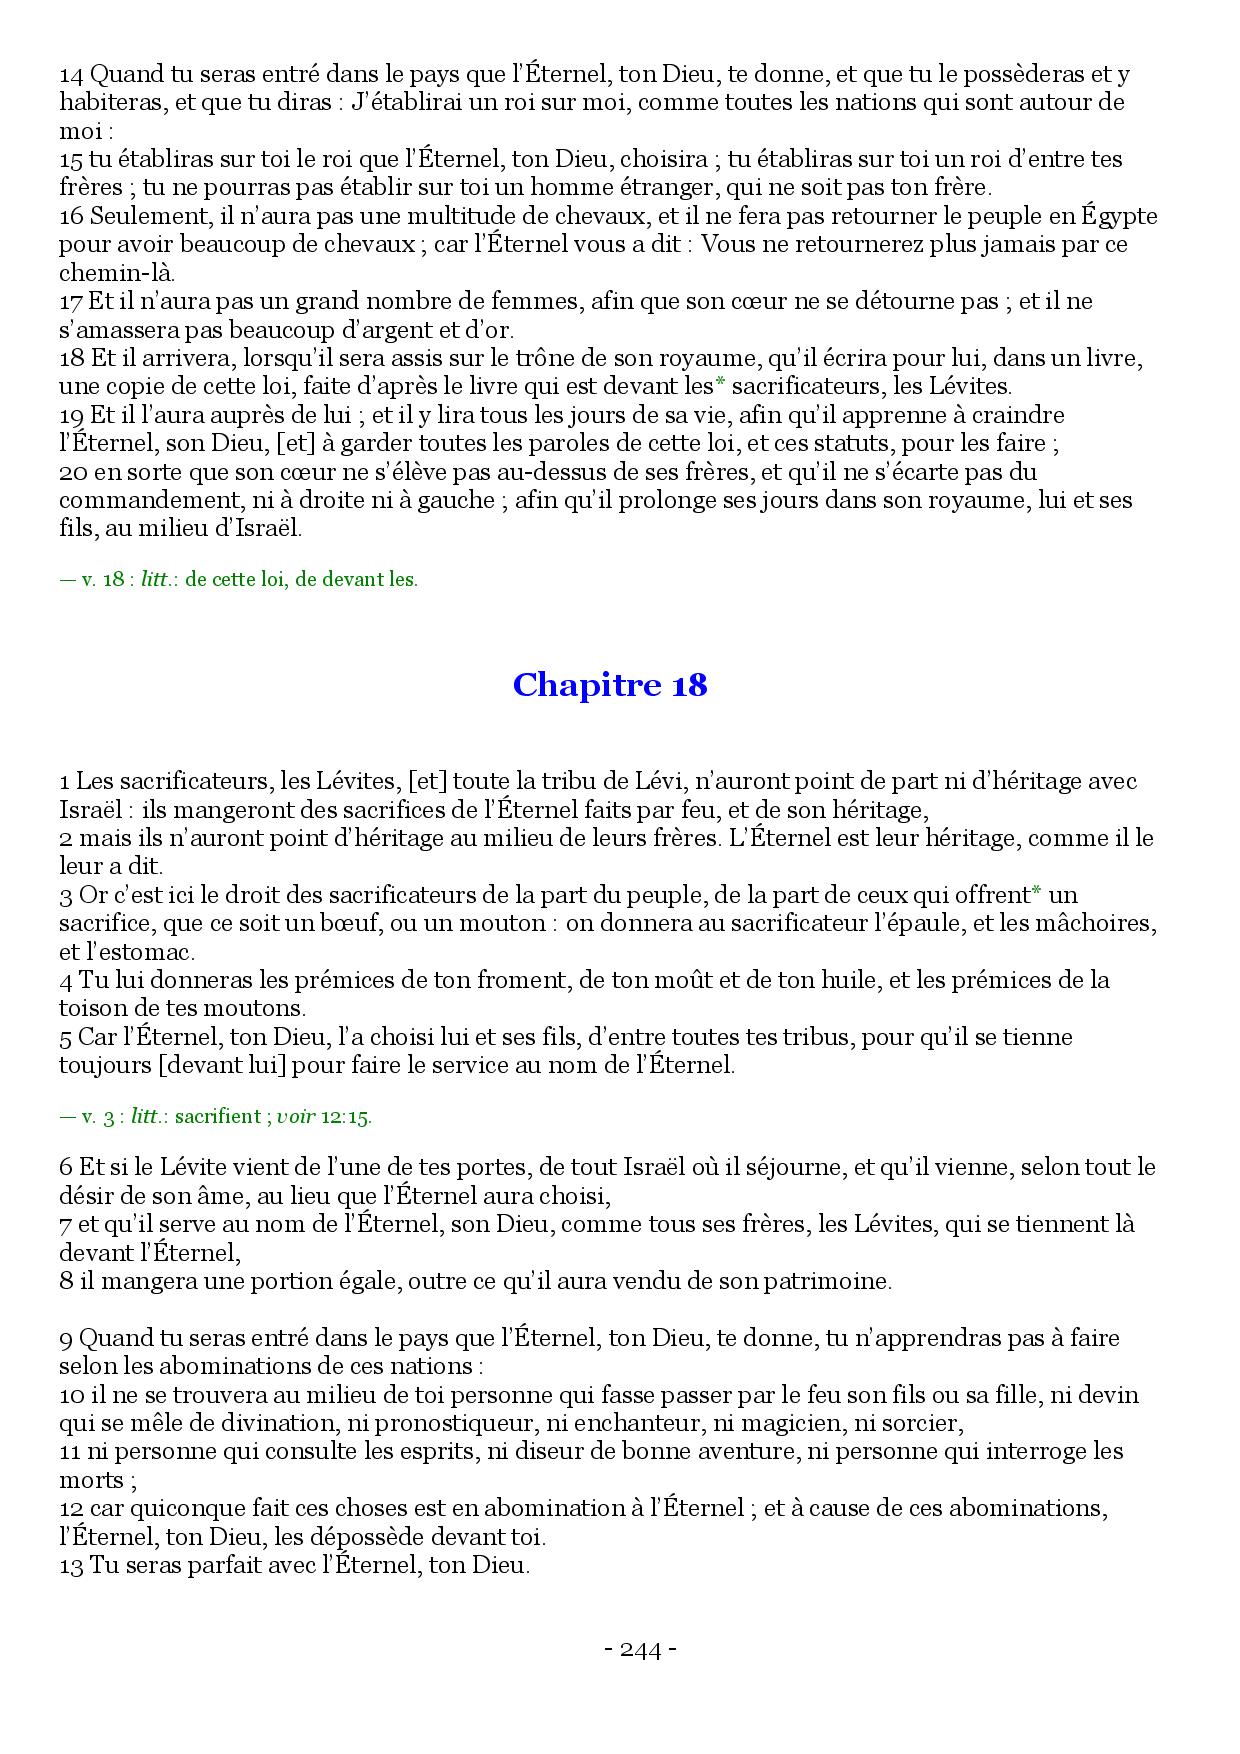 14 Quand tu seras entré dans le pays que l’Éternel, ton Dieu, te donne, et que tu le possèderas et y
habiteras, et que tu diras : J’établirai un roi sur moi, comme toutes les nations qui sont autour de
moi :
15 tu établiras sur toi le roi que l’Éternel, ton Dieu, choisira ; tu établiras sur toi un roi d’entre tes
frères ; tu ne pourras pas établir sur toi un homme étranger, qui ne soit pas ton frère.
16 Seulement, il n’aura pas une multitude de chevaux, et il ne fera pas retourner le peuple en Égypte
pour avoir beaucoup de chevaux ; car l’Éternel vous a dit : Vous ne retournerez plus jamais par ce
chemin-là.
17 Et il n’aura pas un grand nombre de femmes, afin que son cœur ne se détourne pas ; et il ne
s’amassera pas beaucoup d’argent et d’or.
18 Et il arrivera, lorsqu’il sera assis sur le trône de son royaume, qu’il écrira pour lui, dans un livre,
une copie de cette loi, faite d’après le livre qui est devant les* sacrificateurs, les Lévites.
19 Et il l’aura auprès de lui ; et il y lira tous les jours de sa vie, afin qu’il apprenne à craindre
l’Éternel, son Dieu, [et] à garder toutes les paroles de cette loi, et ces statuts, pour les faire ;
20 en sorte que son cœur ne s’élève pas au-dessus de ses frères, et qu’il ne s’écarte pas du
commandement, ni à droite ni à gauche ; afin qu’il prolonge ses jours dans son royaume, lui et ses
fils, au milieu d’Israël.
— v. 18 : litt.: de cette loi, de devant les.
Chapitre 18
1 Les sacrificateurs, les Lévites, [et] toute la tribu de Lévi, n’auront point de part ni d’héritage avec
Israël : ils mangeront des sacrifices de l’Éternel faits par feu, et de son héritage,
2 mais ils n’auront point d’héritage au milieu de leurs frères. L’Éternel est leur héritage, comme il le
leur a dit.
3 Or c’est ici le droit des sacrificateurs de la part du peuple, de la part de ceux qui offrent* un
sacrifice, que ce soit un bœuf, ou un mouton : on donnera au sacrificateur l’épaule, et les mâchoires,
et l’estomac.
4 Tu lui donneras les prémices de ton froment, de ton moût et de ton huile, et les prémices de la
toison de tes moutons.
5 Car l’Éternel, ton Dieu, l’a choisi lui et ses fils, d’entre toutes tes tribus, pour qu’il se tienne
toujours [devant lui] pour faire le service au nom de l’Éternel.
— v. 3 : litt.: sacrifient ; voir 12:15.
6 Et si le Lévite vient de l’une de tes portes, de tout Israël où il séjourne, et qu’il vienne, selon tout le
désir de son âme, au lieu que l’Éternel aura choisi,
7 et qu’il serve au nom de l’Éternel, son Dieu, comme tous ses frères, les Lévites, qui se tiennent là
devant l’Éternel,
8 il mangera une portion égale, outre ce qu’il aura vendu de son patrimoine.
9 Quand tu seras entré dans le pays que l’Éternel, ton Dieu, te donne, tu n’apprendras pas à faire
selon les abominations de ces nations :
10 il ne se trouvera au milieu de toi personne qui fasse passer par le feu son fils ou sa fille, ni devin
qui se mêle de divination, ni pronostiqueur, ni enchanteur, ni magicien, ni sorcier,
11 ni personne qui consulte les esprits, ni diseur de bonne aventure, ni personne qui interroge les
morts ;
12 car quiconque fait ces choses est en abomination à l’Éternel ; et à cause de ces abominations,
l’Éternel, ton Dieu, les dépossède devant toi.
13 Tu seras parfait avec l’Éternel, ton Dieu.
- 244 -